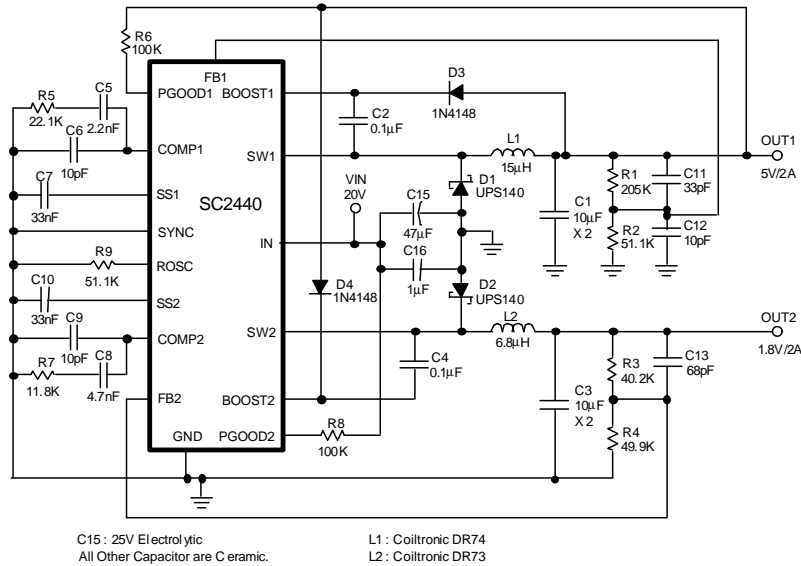 R6
100K
R5
22.1K
C5
2.2nF
C6
10pF
C7
33nF
R9
51.1K
C10
33nF
C9
10pF
R7
11.8K
C8
4.7nF
FB1
PGOOD1
BOOST1
COMP1
SW1
SS1
SC2440
SYNC
IN
ROSC
SS2
SW2
COMP2
FB2
BOOST2
GND
PGOOD2
D3
1N4148
C2
0.1µF
L1
15µH
OUT1
5V/2A
VIN
20V
C15
47µF
C16
1µF
D1
UPS140
C1
10µF
X 2
R1
205K
C11
33pF
R2
51.1K
C12
10pF
D4
1N4148
D2
UPS140
L2
6.8µH
OUT2
1.8V/2A
C4
0.1µF
C3
10µF
X 2
R3
40.2K
C13
68pF
R4
49.9K
R8
100K
C15 : 25V Electrolytic
All Other Capacitor are Ceramic.
L1 : Coiltronic DR74
L2 : Coiltronic DR73